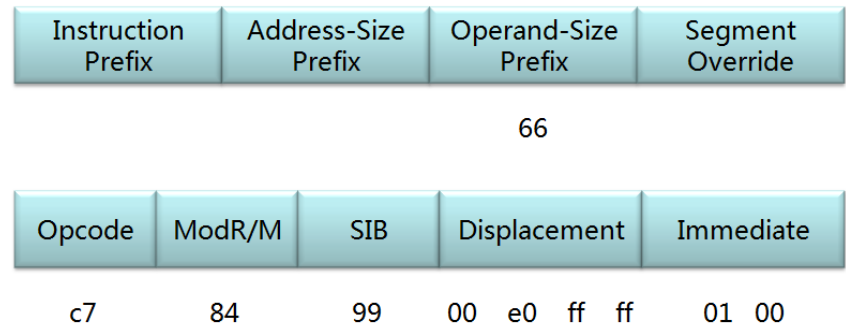 Instruction Prefix Address-Size Prefix Operand-Size Prefix Segment Override
66
Opcode ModR/M SIB Displacement Immediate
c7 84 99 00 e0 ff ff 01 00